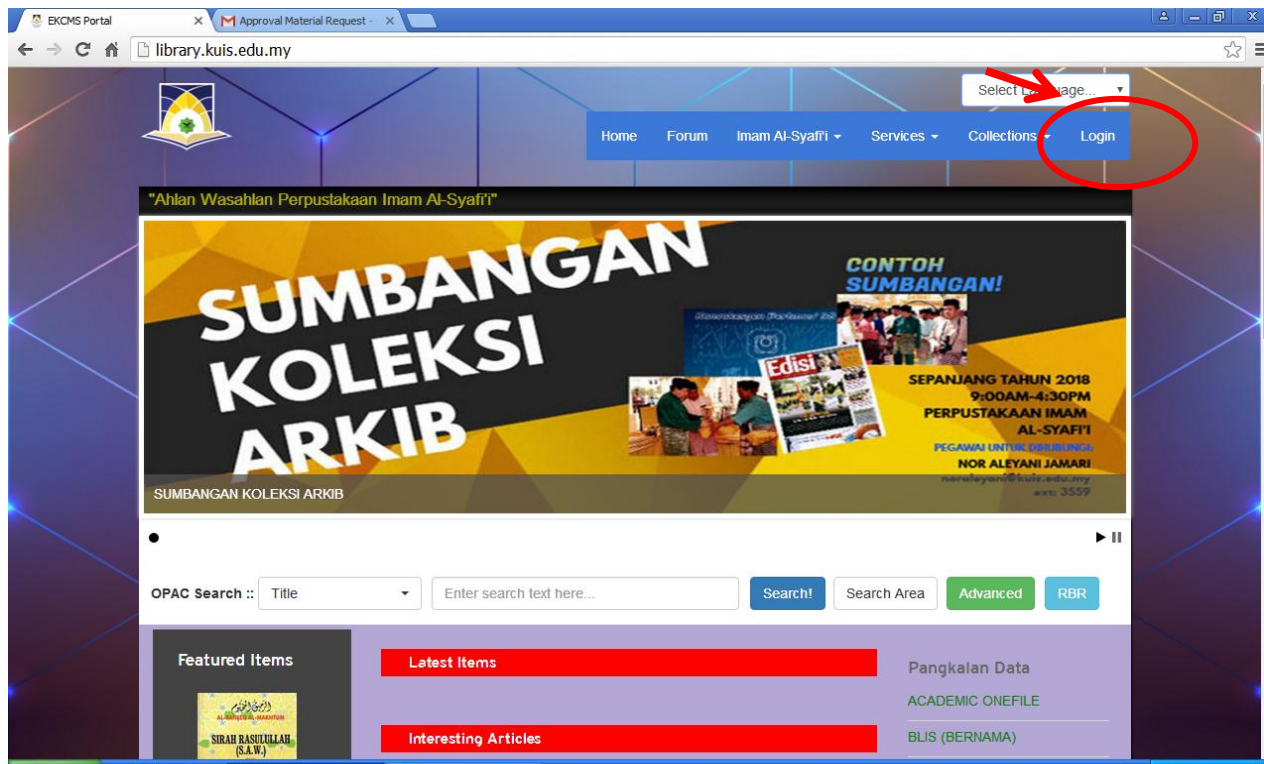 EKCMS Portal
Approval Material Request -
library.kuis.edu.my
Select Language...
Home Forum Imam Al-Syafi'i Services Collections Login
"Ahlan Wasahlan Perpustakaan Imam Al-Syafi'i"
SUMBANGAN
KOLEKSI
ARKIB
CONTOH
SUMBANGAN!
Edisi
SEPANJANG TAHUN 2018
9:00AM-4:30PM
PERPUSTAKAAN IMAM
AL-SYAFI'I
PEGAWAI UNTUK DIHUBUNGI:
NOR ALEYANI JAMARI
noraleyani@kuis.edu.my
ext: 3559
SUMBANGAN KOLEKSI ARKIB
OPAC Search :: Title Enter search text here... Search! Search Area Advanced RBR
Featured Items
SIRAH RASULULLAH
(S.A.W.)
Latest Items
Interesting Articles
Pangkalan Data
ACADEMIC ONEFILE
BLIS (BERNAMA)